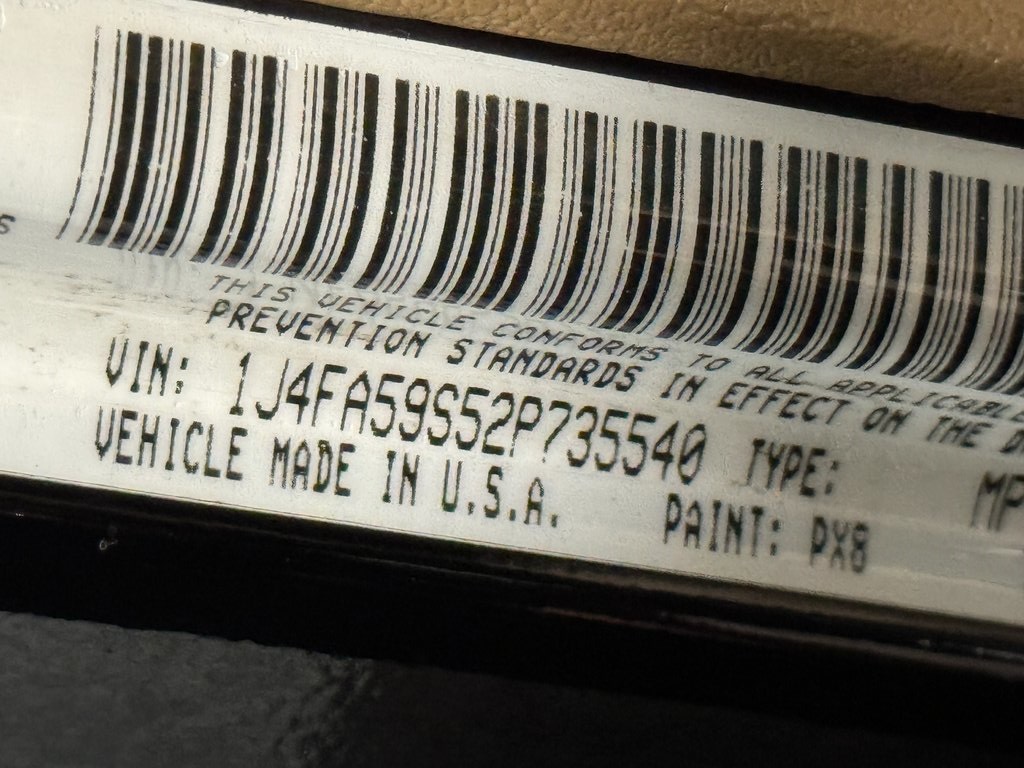 S
THIS VEHICLE CONFORMS TO ALL APPLICABLE
PREVENTION STANDARDS IN EFFECT ON THE D
VIN: 1J4FA59S52P735540 TYPE: MP
VEHICLE MADE IN U.S.A. PAINT: PX8